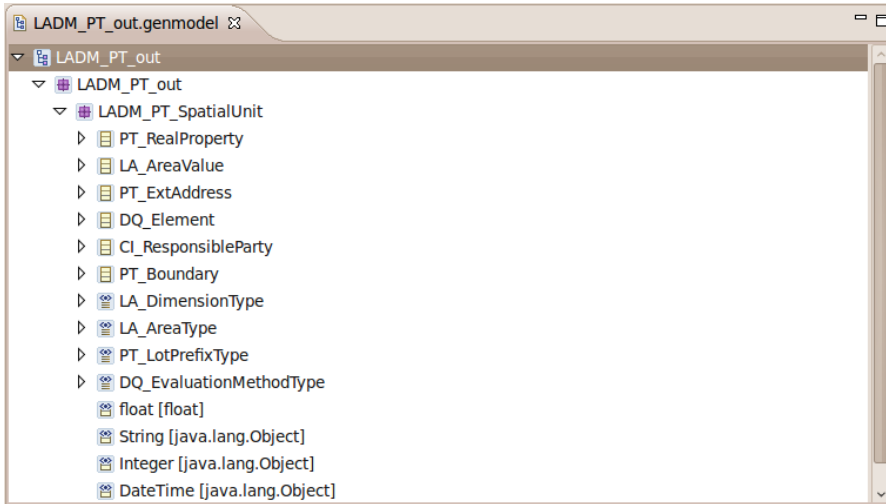 LADM_PT_out.genmodel
LADM_PT_out
LADM_PT_out
LADM_PT_SpatialUnit
PT_RealProperty
LA_AreaValue
PT_ExtAddress
DQ_Element
CI_ResponsibleParty
PT_Boundary
LA_DimensionType
LA_AreaType
PT_LotPrefixType
DQ_EvaluationMethodType
float [float]
String [java.lang.Object]
Integer [java.lang.Object]
DateTime [java.lang.Object]